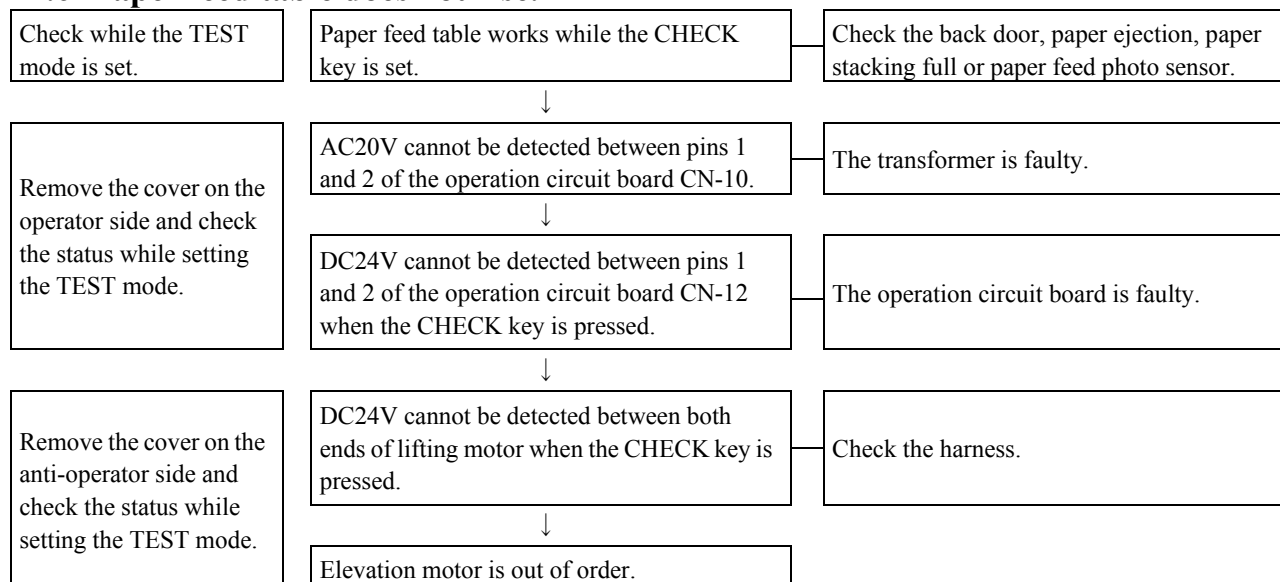 Check while the TEST
mode is set.
Paper feed table works while the CHECK
key is set.
Check the back door, paper ejection, paper
stacking full or paper feed photo sensor.
↓
Remove the cover on the
operator side and check
the status while setting
the TEST mode.
AC20V cannot be detected between pins 1
and 2 of the operation circuit board CN-10.
The transformer is faulty.
↓
DC24V cannot be detected between pins 1
and 2 of the operation circuit board CN-12
when the CHECK key is pressed.
The operation circuit board is faulty.
↓
Remove the cover on the
anti-operator side and
check the status while
setting the TEST mode.
DC24V cannot be detected between both
ends of lifting motor when the CHECK key is
pressed.
Check the harness.
↓
Elevation motor is out of order.